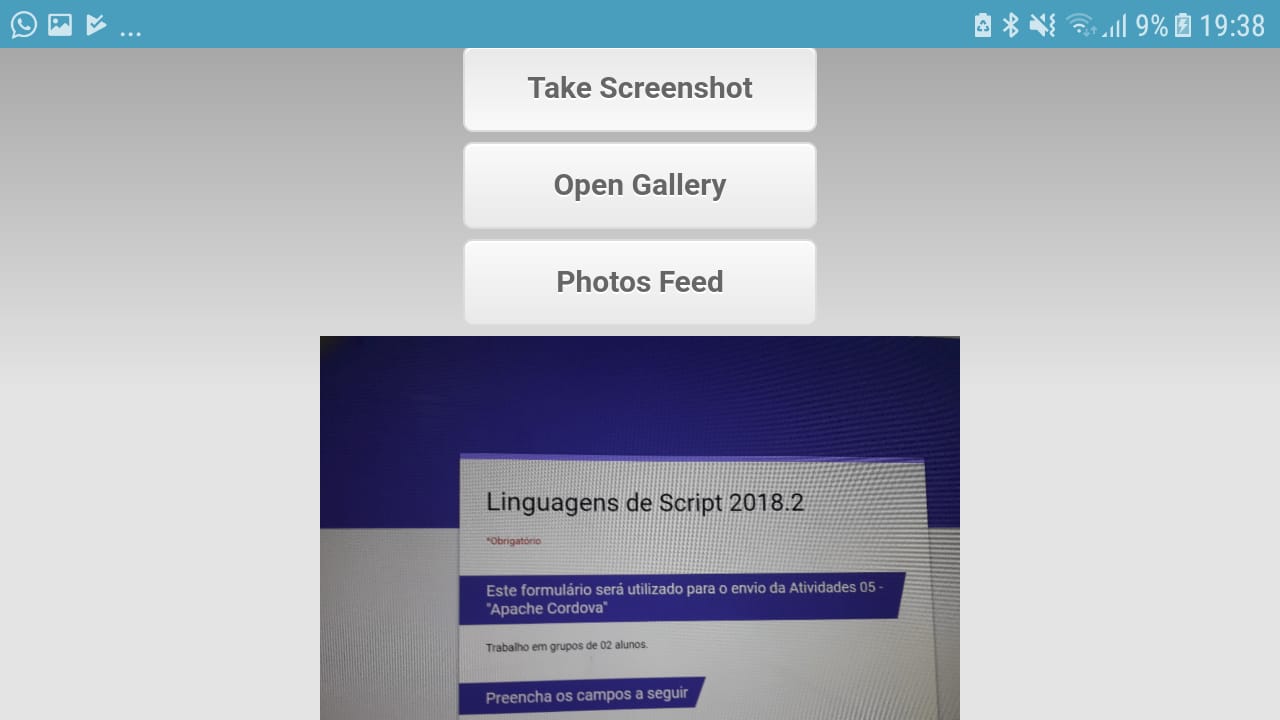 ... 9% 19:38
Take Screenshot
Open Gallery
Photos Feed
Linguagens de Script 2018.2
*Obrigatório
Este formulário será utilizado para o envio da Atividades 05 -
"Apache Cordova"
Trabalho em grupos de 02 alunos.
Preencha os campos a seguir